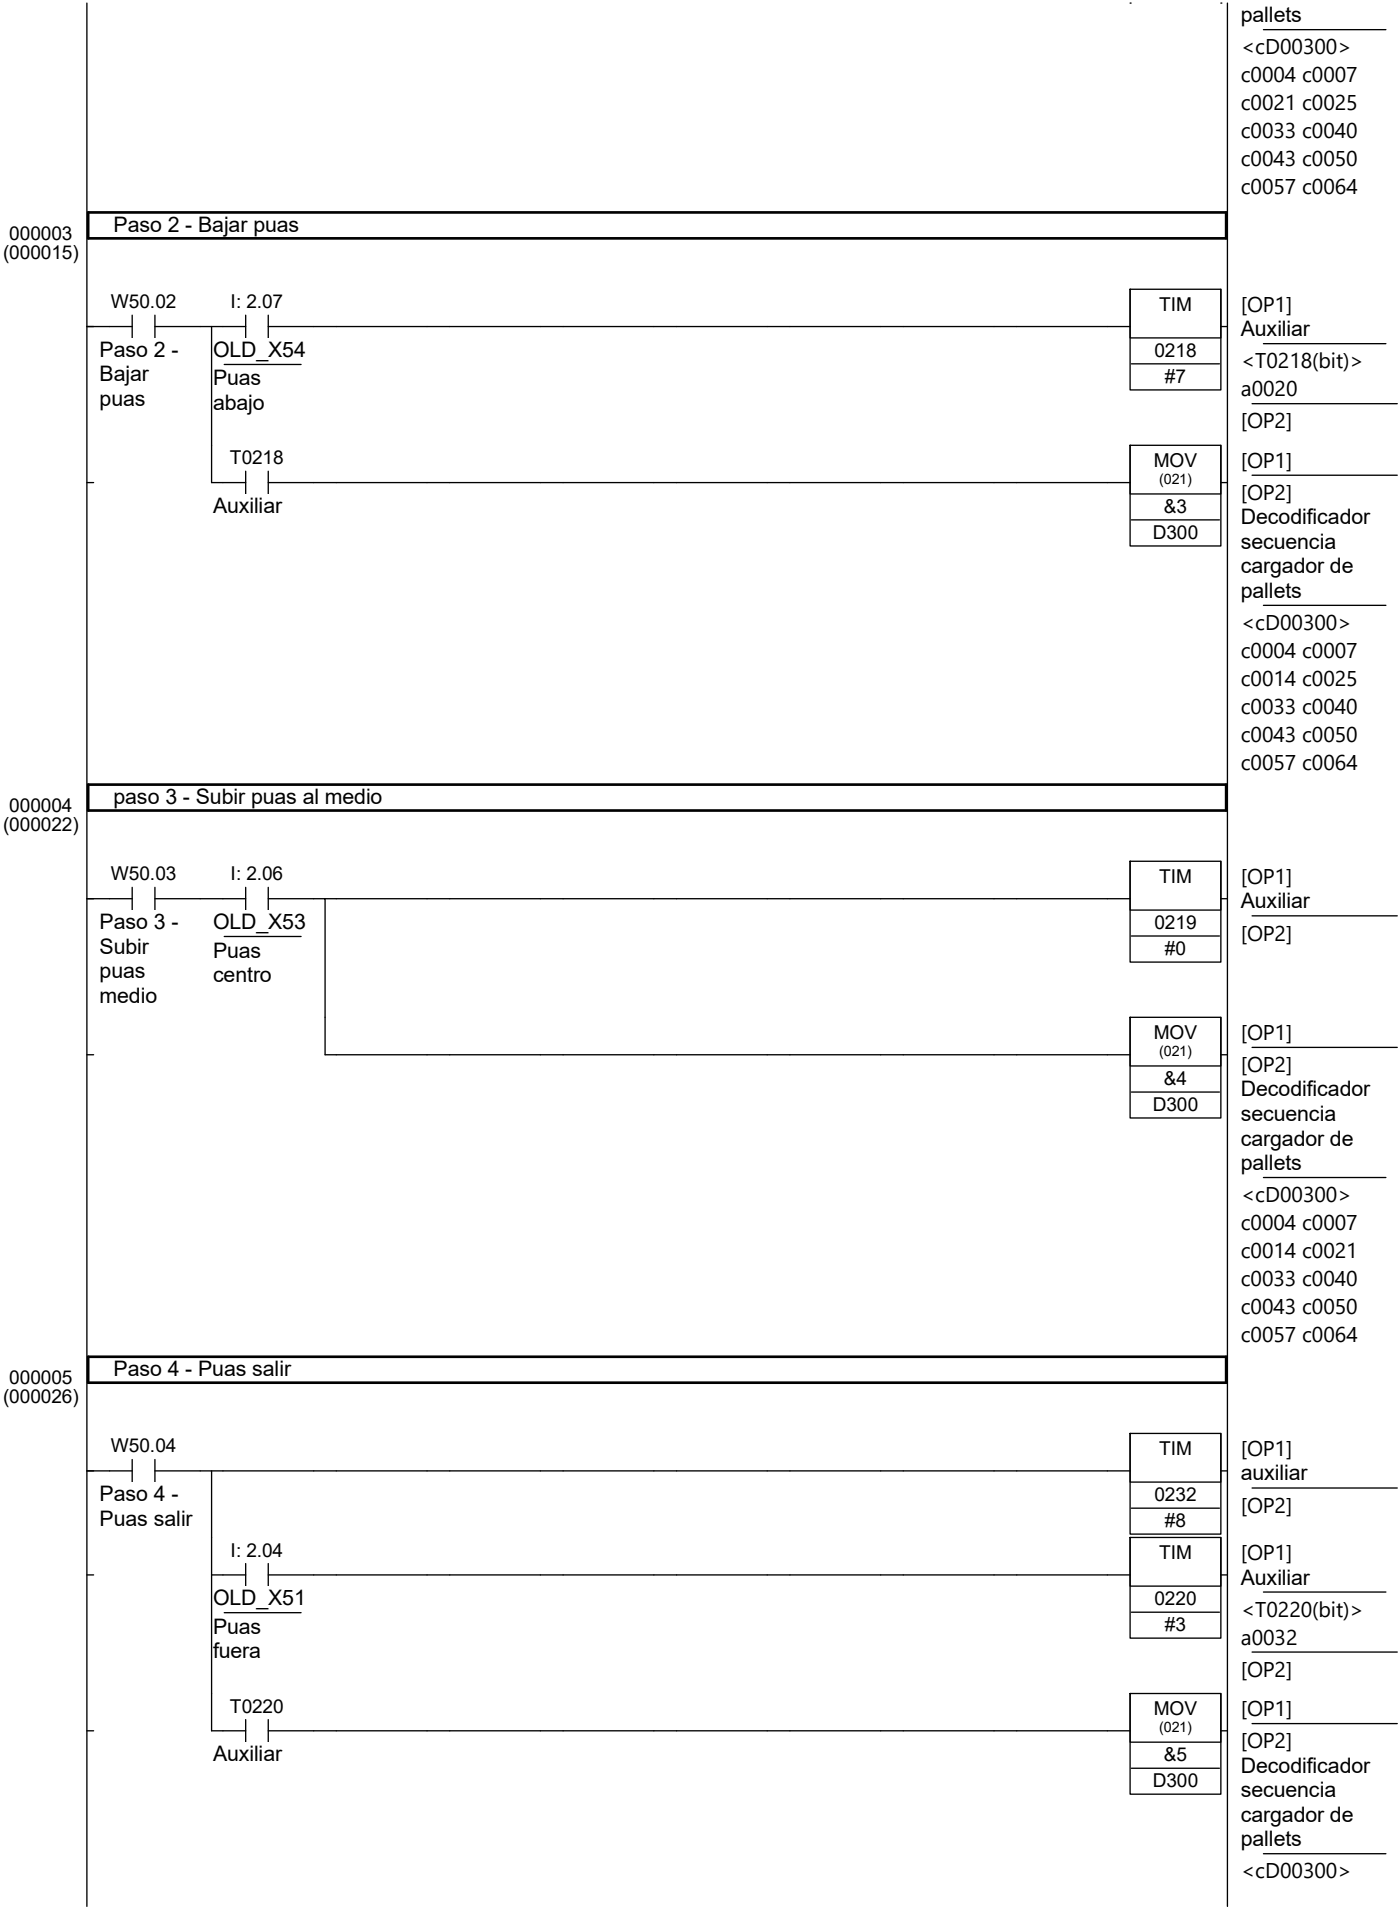 pallets
<cD00300>
c0004 c0007
c0021 c0025
c0033 c0040
c0043 c0050
c0057 c0064
000003
(000015)
Paso 2 - Bajar puas
W50.02
I: 2.07
TIM
[OP1]
Auxiliar
Paso 2 -
Bajar
puas
OLD_X54
Puas
abajo
0218
#7
<T0218(bit)>
a0020
[OP2]
T0218
Auxiliar
MOV
(021)
&3
D300
[OP1]
[OP2]
Decodificador
secuencia
cargador de
pallets
<cD00300>
c0004 c0007
c0014 c0025
c0033 c0040
c0043 c0050
c0057 c0064
000004
(000022)
paso 3 - Subir puas al medio
W50.03
I: 2.06
TIM
[OP1]
Auxiliar
Paso 3 -
Subir
puas
medio
OLD_X53
Puas
centro
0219
#0
[OP2]
MOV
(021)
&4
D300
[OP1]
[OP2]
Decodificador
secuencia
cargador de
pallets
<cD00300>
c0004 c0007
c0014 c0021
c0033 c0040
c0043 c0050
c0057 c0064
000005
(000026)
Paso 4 - Puas salir
W50.04
TIM
[OP1]
auxiliar
Paso 4 -
Puas salir
0232
#8
[OP2]
I: 2.04
TIM
[OP1]
Auxiliar
OLD_X51
Puas
fuera
0220
#3
<T0220(bit)>
a0032
[OP2]
T0220
Auxiliar
MOV
(021)
&5
D300
[OP1]
[OP2]
Decodificador
secuencia
cargador de
pallets
<cD00300>